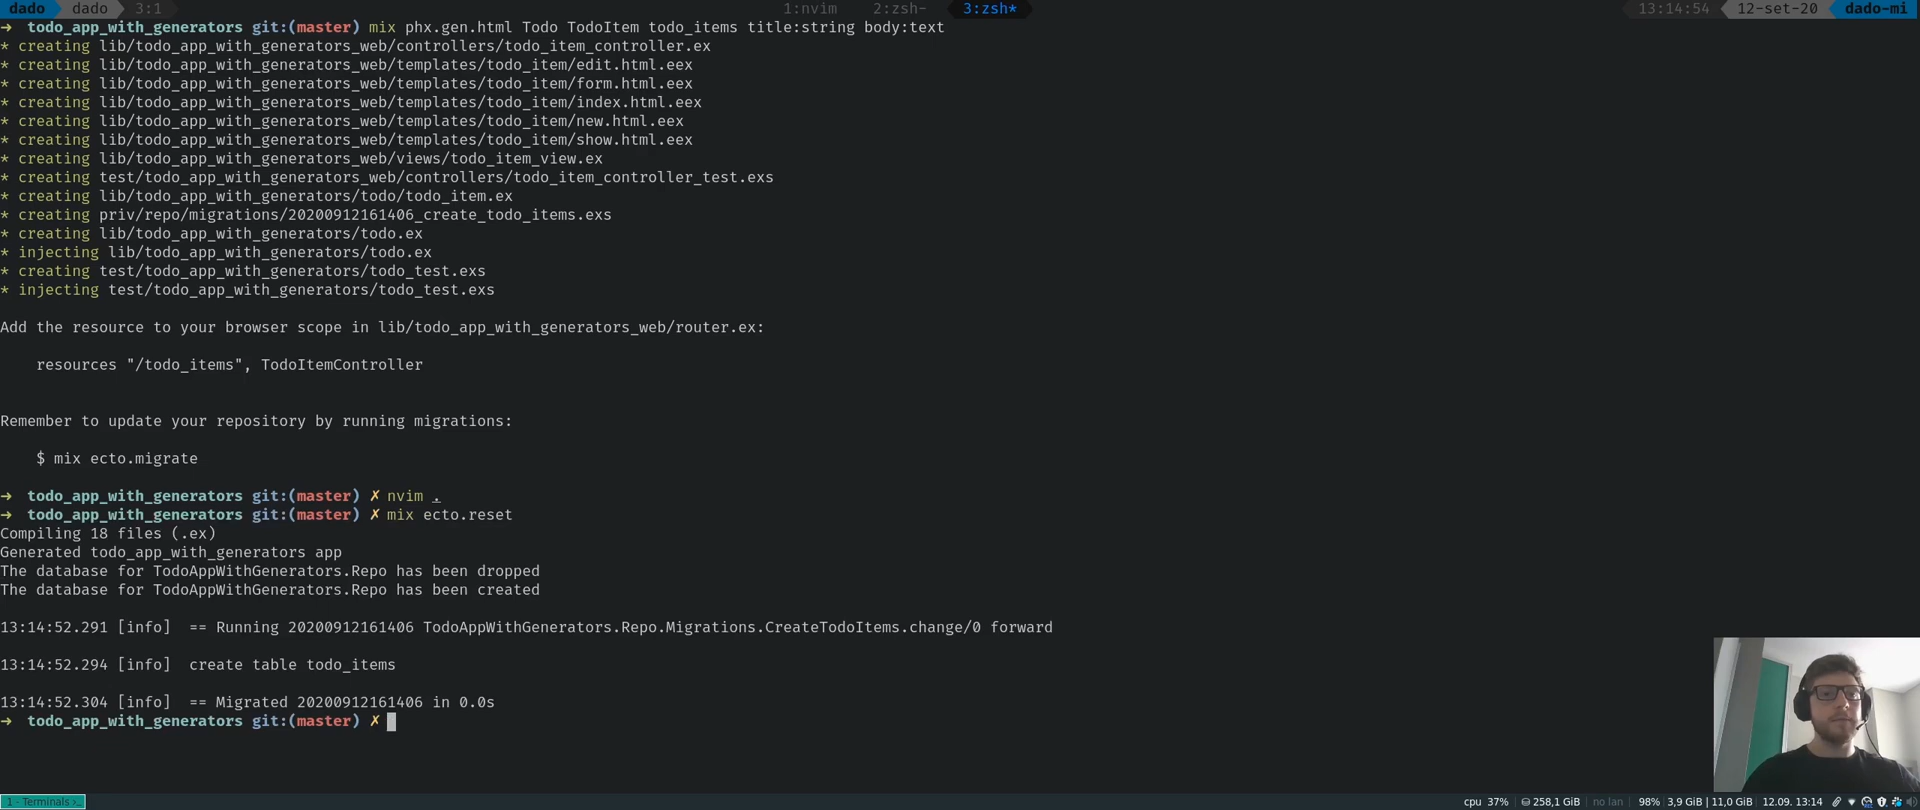 dado dado 3:1 1:nvim 2:zsh- 3:zsh* 13:14:54 12-set-20 dado-mi
→ todo_app_with_generators git:(master) mix phx.gen.html Todo TodoItem todo_items title:string body:text
* creating lib/todo_app_with_generators_web/controllers/todo_item_controller.ex
* creating lib/todo_app_with_generators_web/templates/todo_item/edit.html.eex
* creating lib/todo_app_with_generators_web/templates/todo_item/form.html.eex
* creating lib/todo_app_with_generators_web/templates/todo_item/index.html.eex
* creating lib/todo_app_with_generators_web/templates/todo_item/new.html.eex
* creating lib/todo_app_with_generators_web/templates/todo_item/show.html.eex
* creating lib/todo_app_with_generators_web/views/todo_item_view.ex
* creating test/todo_app_with_generators_web/controllers/todo_item_controller_test.exs
* creating lib/todo_app_with_generators/todo/todo_item.ex
* creating priv/repo/migrations/20200912161406_create_todo_items.exs
* creating lib/todo_app_with_generators/todo.ex
* injecting lib/todo_app_with_generators/todo.ex
* creating test/todo_app_with_generators/todo_test.exs
* injecting test/todo_app_with_generators/todo_test.exs
Add the resource to your browser scope in lib/todo_app_with_generators_web/router.ex:
resources "/todo_items", TodoItemController
Remember to update your repository by running migrations:
$ mix ecto.migrate
→ todo_app_with_generators git:(master) ✗ nvim .
→ todo_app_with_generators git:(master) ✗ mix ecto.reset
Compiling 18 files (.ex)
Generated todo_app_with_generators app
The database for TodoAppWithGenerators.Repo has been dropped
The database for TodoAppWithGenerators.Repo has been created
13:14:52.291 [info]  == Running 20200912161406 TodoAppWithGenerators.Repo.Migrations.CreateTodoItems.change/0 forward
13:14:52.294 [info]  create table todo_items
13:14:52.304 [info]  == Migrated 20200912161406 in 0.0s
→ todo_app_with_generators git:(master) ✗
1 - Terminals >_ cpu 37% 258,1 GiB no lan 98% 3,9 GiB | 11,0 GiB 12.09. 13:14